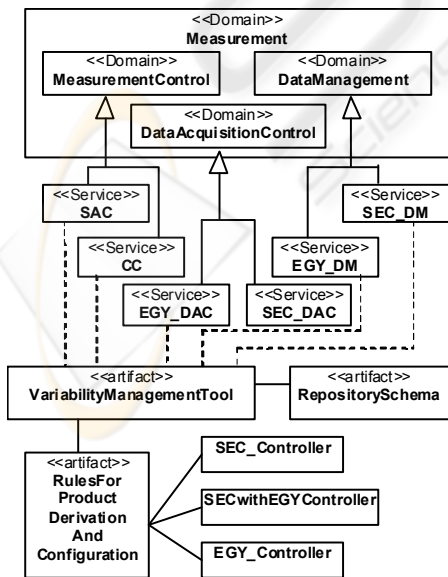 <<Domain>>
Measurement
<<Domain>>
MeasurementControl
<<Domain>>
DataManagement
<<Domain>>
DataAcquisitionControl
<<Service>>
SAC
<<Service>>
SEC_DM
<<Service>>
CC
<<Service>>
EGY_DM
<<Service>>
EGY_DAC
<<Service>>
SEC_DAC
<<artifact>>
VariabilityManagementTool
<<artifact>>
RepositorySchema
<<artifact>>
RulesFor
Product
Derivation
And
Configuration
SEC_Controller
SECwithEGYController
EGY_Controller